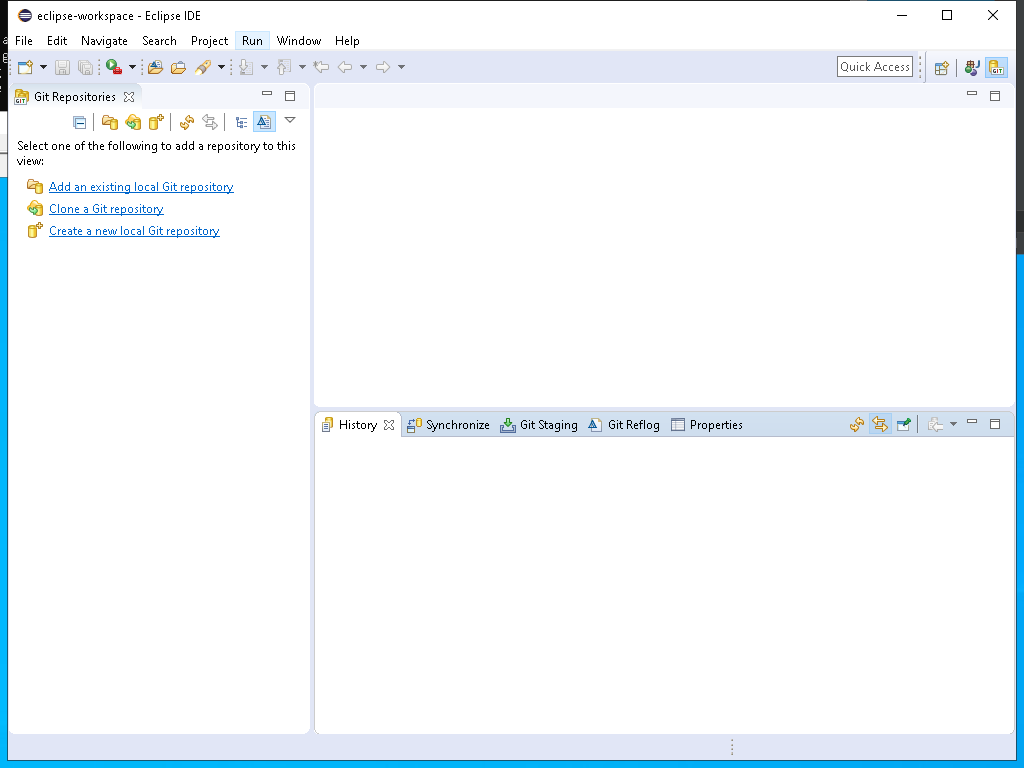 eclipse-workspace - Eclipse IDE
File Edit Navigate Search Project Run Window Help
Quick Access
GIT
GIT Git Repositories
Select one of the following to add a repository to this
view:
Add an existing local Git repository
Clone a Git repository
Create a new local Git repository
History Synchronize Git Staging Git Reflog Properties